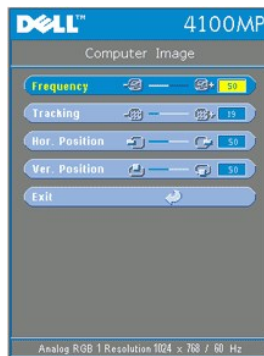 DELL™ 4100MP
Computer Image
Frequency - + 50
Tracking - + 19
Hor. Position 50
Ver. Position 50
Exit
Analog RGB 1 Resolution 1024 x 768 / 60 Hz